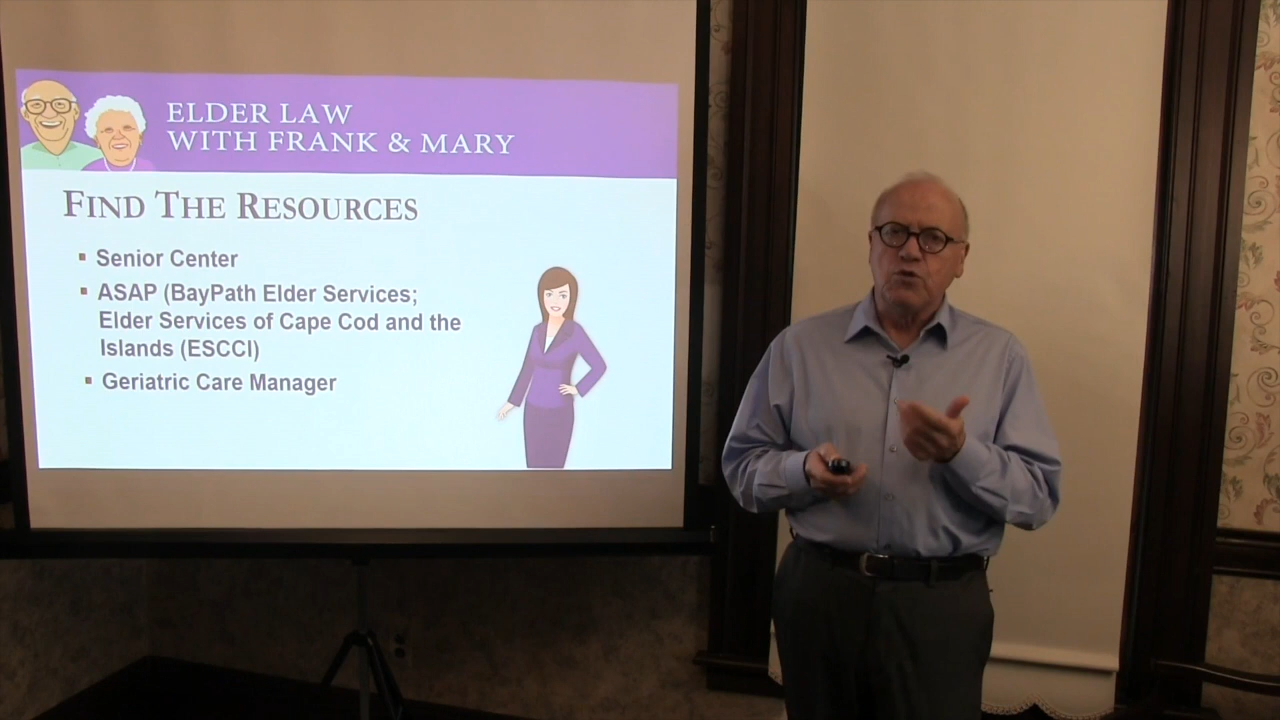 ELDER LAW
WITH FRANK & MARY
FIND THE RESOURCES
▪ Senior Center
▪ ASAP (BayPath Elder Services;
Elder Services of Cape Cod and the
Islands (ESCCI)
▪ Geriatric Care Manager